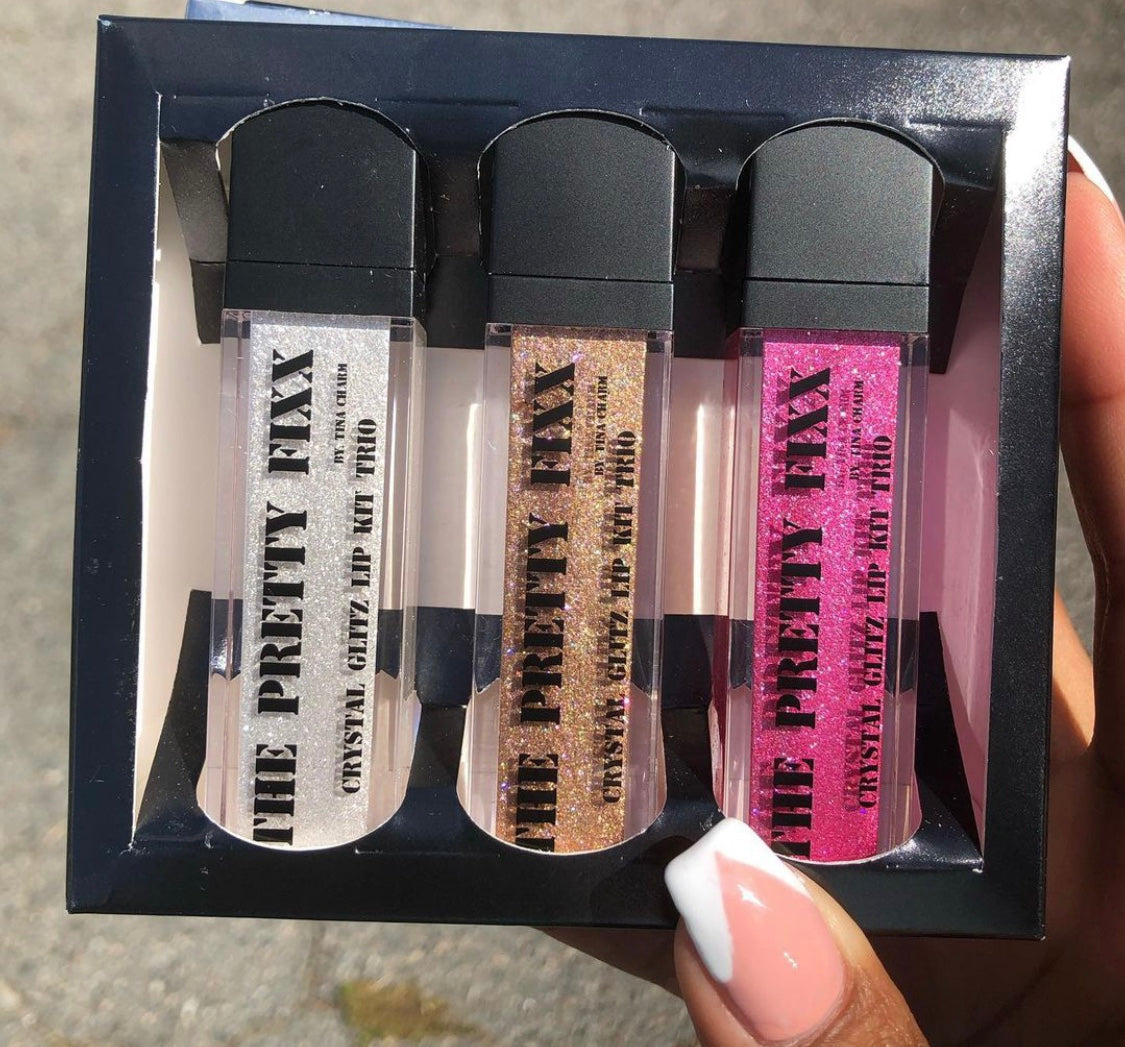 THE PRETTY FIXX
BY TINA CHARM
CRYSTAL GLITZ LIP KIT TRIO
THE PRETTY FIXX
BY TINA CHARM
CRYSTAL GLITZ LIP KIT TRIO
THE PRETTY FIXX
BY TINA CHARM
CRYSTAL GLITZ LIP KIT TRIO